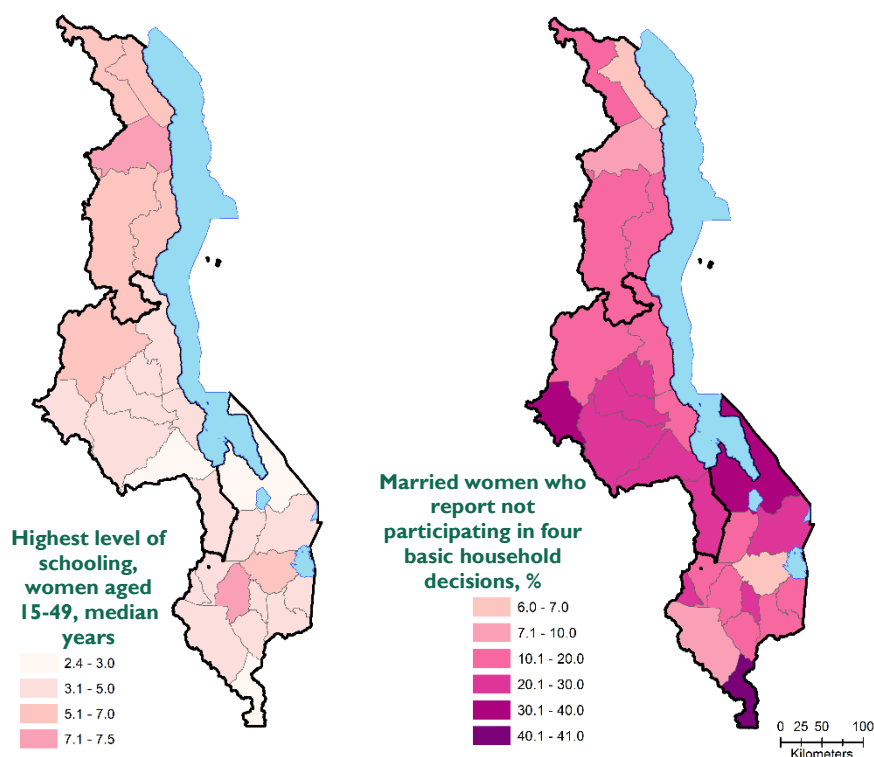 Highest level of
schooling,
women aged
15-49, median
years
2.4 - 3.0
3.1 - 5.0
5.1 - 7.0
7.1 - 7.5
Married women who
report not
participating in four
basic household
decisions, %
6.0 - 7.0
7.1 - 10.0
10.1 - 20.0
20.1 - 30.0
30.1 - 40.0
40.1 - 41.0
0 25 50 100
Kilometers